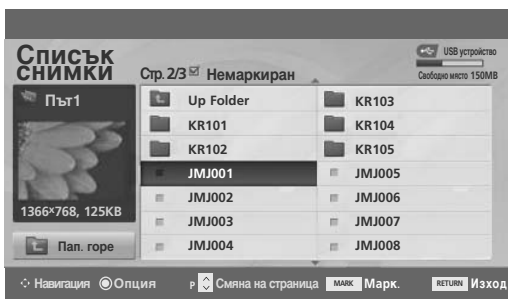 Списък
снимки
Стр. 2/3 Немаркиран
USB устройство
Свободно място 150MB
Път1
1366×768, 125KB
Пап. горе
Up Folder
KR101
KR102
JMJ001
JMJ002
JMJ003
JMJ004
KR103
KR104
KR105
JMJ005
JMJ006
JMJ007
JMJ008
Навигация Опция P Смяна на страница MARK Марк. RETURN Изход